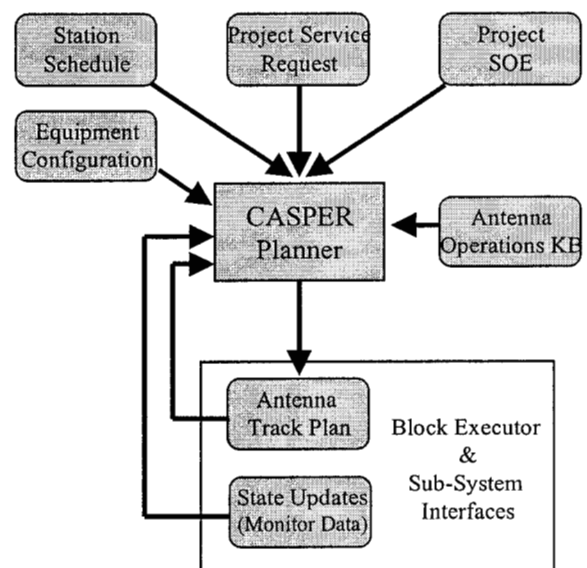 Station
Schedule
Project Service
Request
Project
SOE
Equipment
Configuration
CASPER
Planner
Antenna
Operations KB
Antenna
Track Plan
Block Executor
&
Sub-System
Interfaces
State Updates
(Monitor Data)